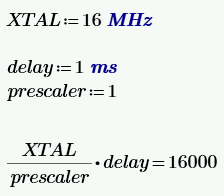 XTAL:=16 MHz
delay:=1 ms
prescaler:=1
XTAL
prescaler
·delay=16000